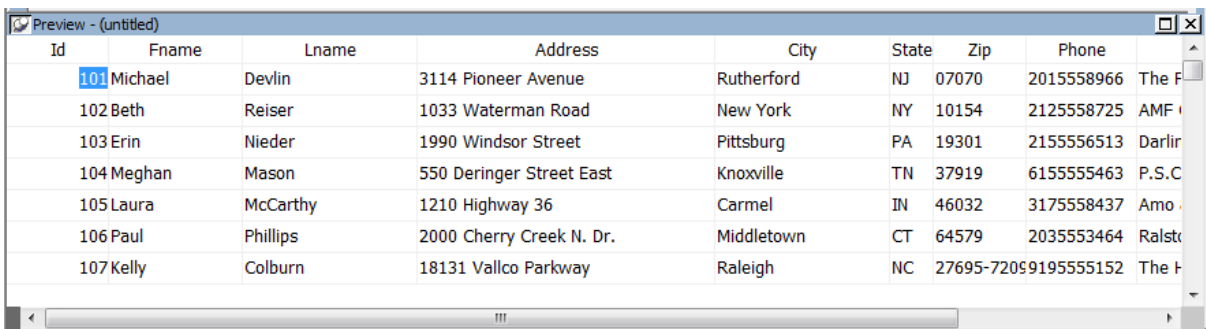 Preview - (untitled)
Id Fname Lname Address City State Zip Phone
101 Michael Devlin 3114 Pioneer Avenue Rutherford NJ 07070 2015558966 The
102 Beth Reiser 1033 Waterman Road New York NY 10154 2125558725 AMF
103 Erin Nieder 1990 Windsor Street Pittsburg PA 19301 2155556513
104 Meghan Mason 550 Deringer Street East Knoxville TN 37919 6155555463 P.S.C
105 Laura McCarthy 1210 Highway 36 Carmel IN 46032 3175558437 Amo
106 Paul Phillips 2000 Cherry Creek N. Dr. Middletown CT 64579 2035553464
107 Kelly Colburn 18131 Vallco Parkway Raleigh NC 27695-7209 9195555152 The